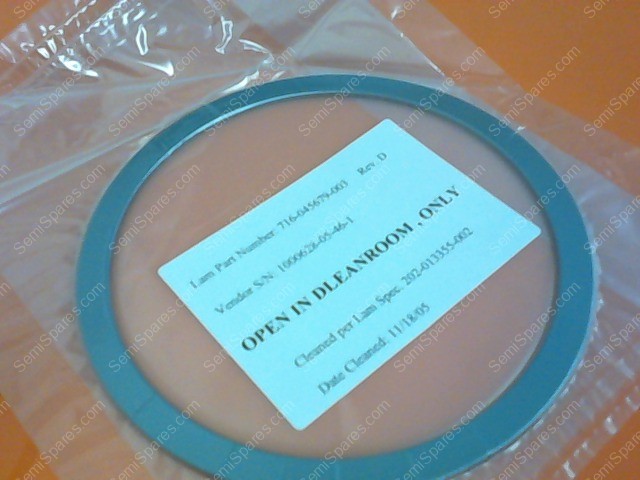 Lam Part Number: 716-045679-003 Rev. D
Vendor S/N: 1000628-05-46-1
OPEN IN DLEANROOM , ONLY
Cleaned per Lam Spec. 202-013355-002
Date Cleaned: 11/18/05
SemiSpares.com